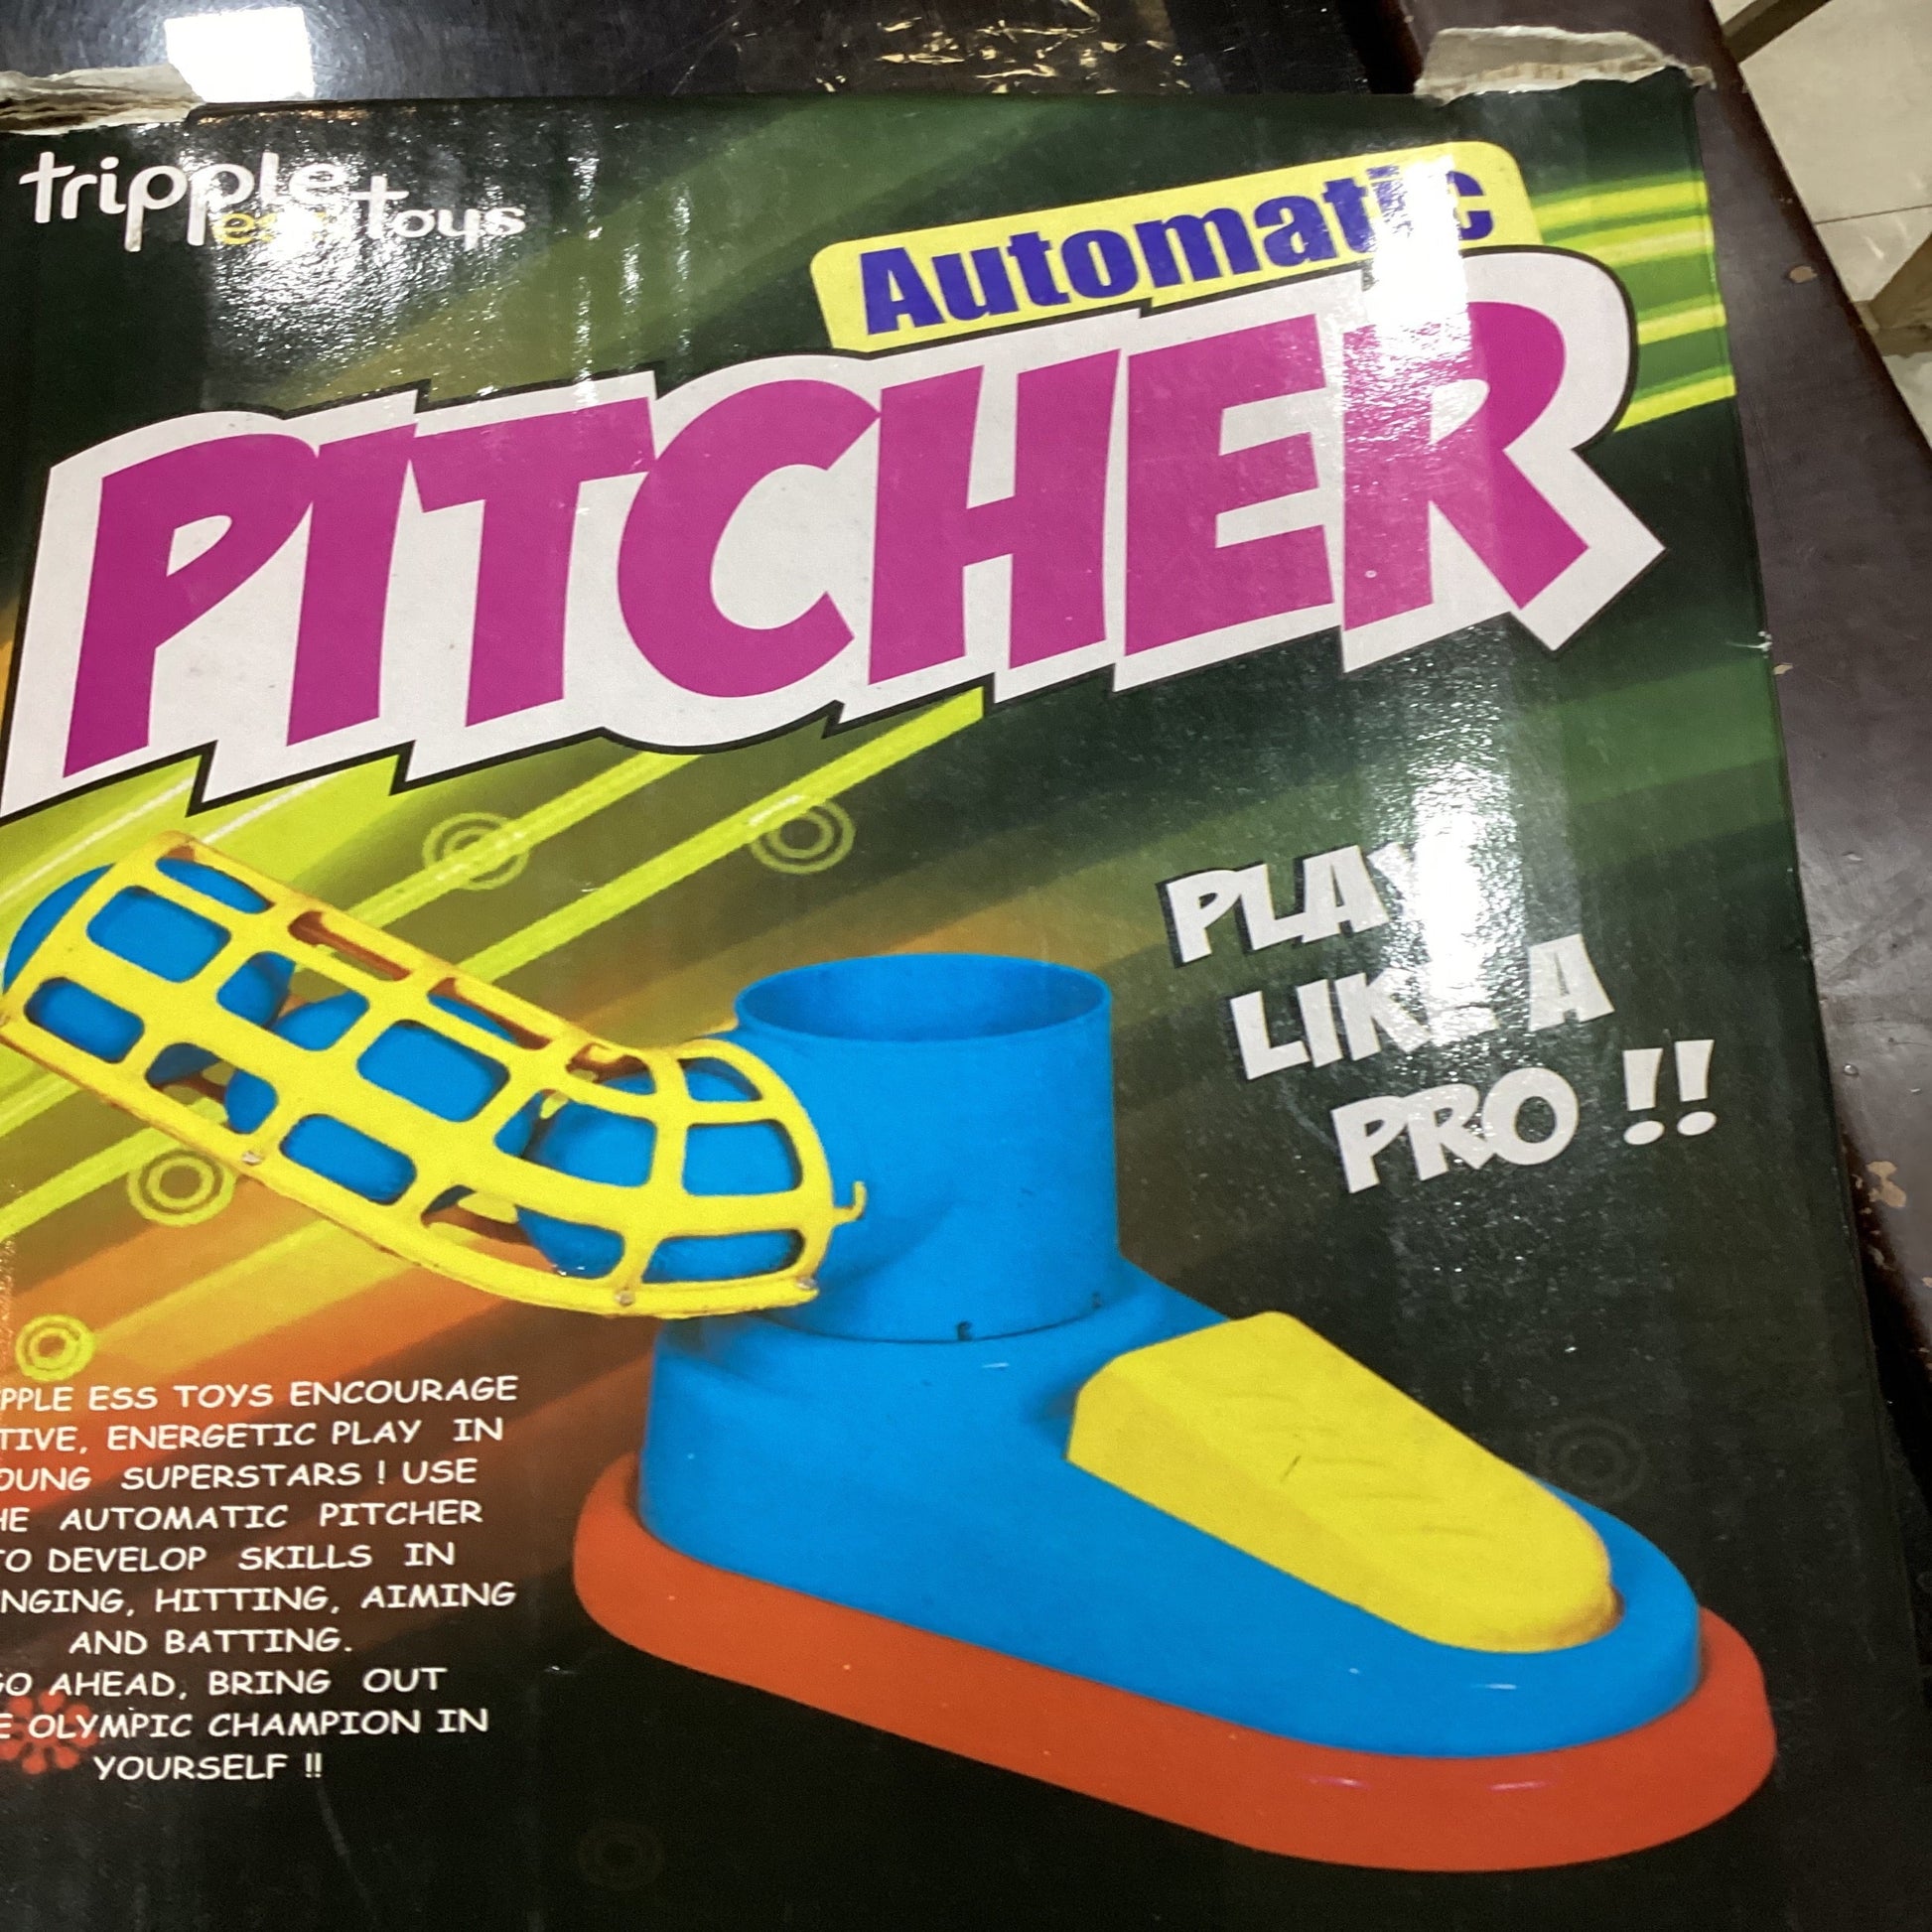 tripple
ess toys
Automatic
PITCHER
PLAY
LIKE A
PRO !!
PPLE ESS TOYS ENCOURAGE
TIVE, ENERGETIC PLAY IN
OUNG SUPERSTARS ! USE
HE AUTOMATIC PITCHER
TO DEVELOP SKILLS IN
NGING, HITTING, AIMING
AND BATTING.
GO AHEAD, BRING OUT
E OLYMPIC CHAMPION IN
YOURSELF !!